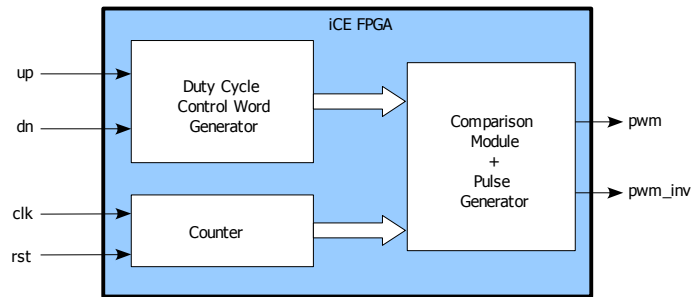 iCE FPGA
up
dn
Duty Cycle
Control Word
Generator
Comparison
Module
+
Pulse
Generator
pwm
pwm_inv
clk
rst
Counter